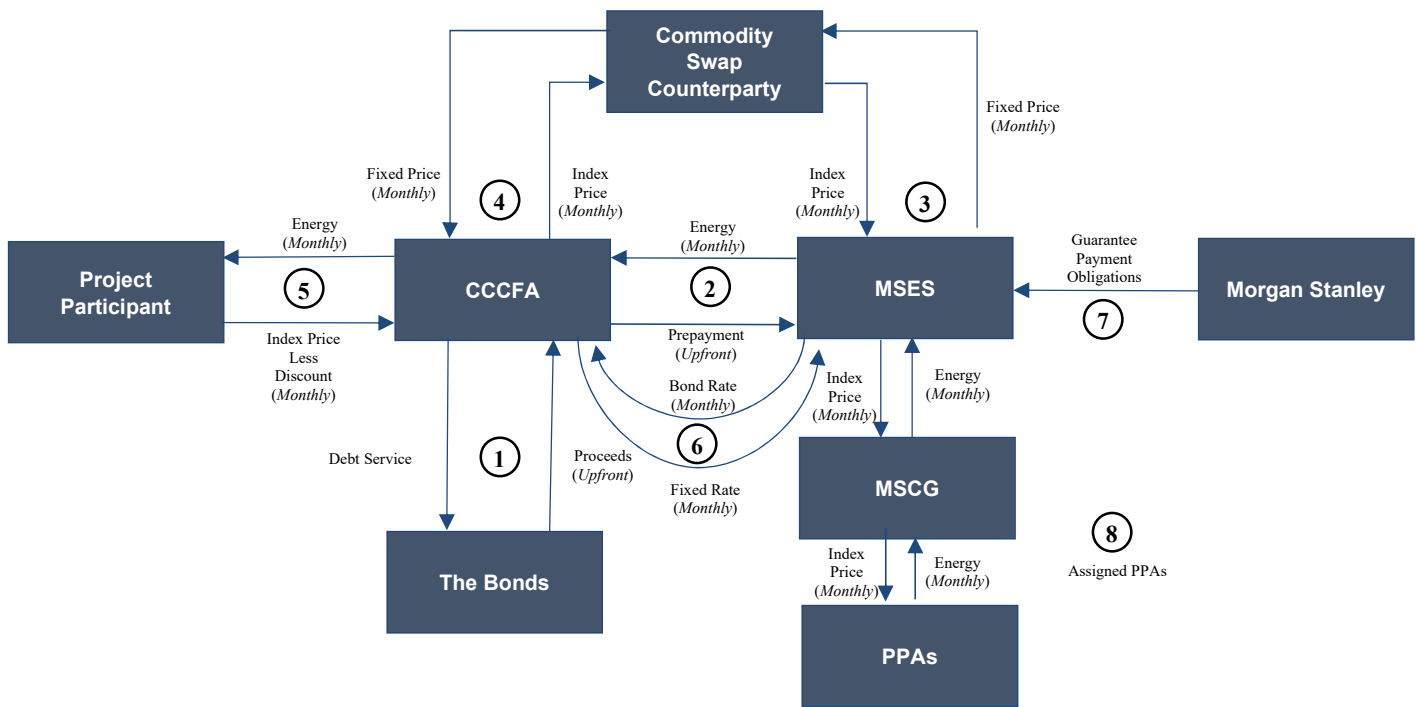 Commodity
Swap
Counterparty
Fixed Price
(Monthly)
Fixed Price
(Monthly)
4
Index
Price
(Monthly)
Index
Price
(Monthly)
3
Energy
(Monthly)
Energy
(Monthly)
Guarantee
Payment
Obligations
Project
Participant
5
CCCFA
2
MSES
7
Morgan Stanley
Index Price
Less
Discount
(Monthly)
Prepayment
(Upfront)
Bond Rate
(Monthly)
Index
Price
(Monthly)
Energy
(Monthly)
Debt Service
1
Proceeds
(Upfront)
6
Fixed Rate
(Monthly)
MSCG
8
Assigned PPAs
The Bonds
Index
Price
(Monthly)
Energy
(Monthly)
PPAs